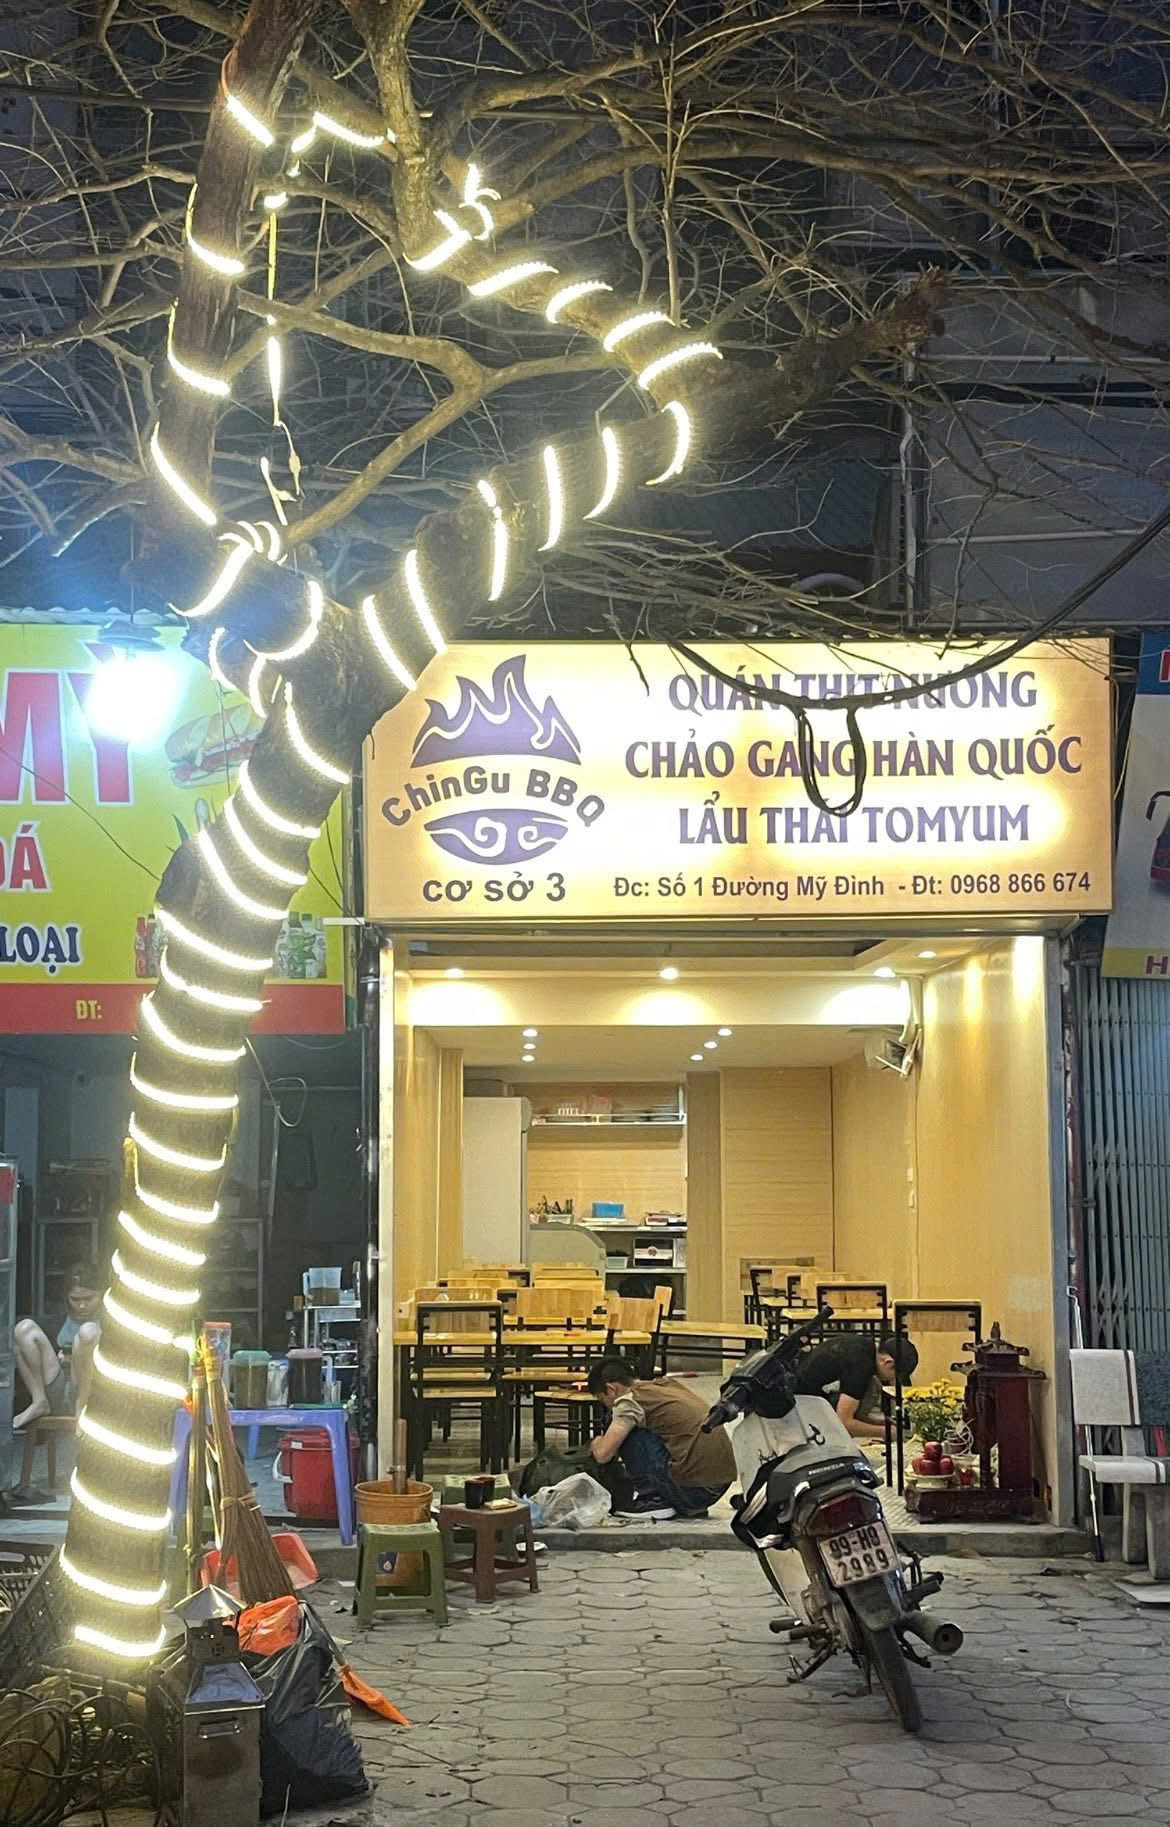 MỲ
ĐÁ
LOẠI
ĐT:
ChinGu BBQ
CƠ SỞ 3
QUÁN THỊT NƯỚNG
CHẢO GANG HÀN QUỐC
LẨU THÁI TOMYUM
Đc: Số 1 Đường Mỹ Đình - Đt: 0968 866 674
HONDA
99-H8
2989
H